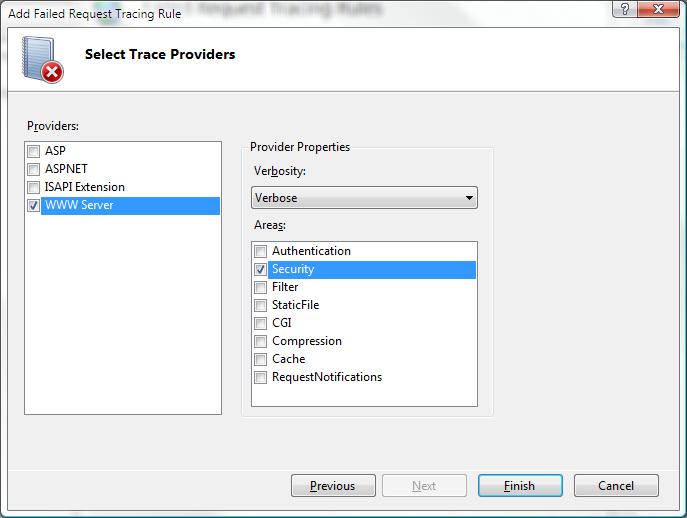 Add Failed Request Tracing Rule
Select Trace Providers
Providers:
ASP
ASPNET
ISAPI Extension
WWW Server
Provider Properties
Verbosity:
Verbose
Areas:
Authentication
Security
Filter
StaticFile
CGI
Compression
Cache
RequestNotifications
Previous
Next
Finish
Cancel